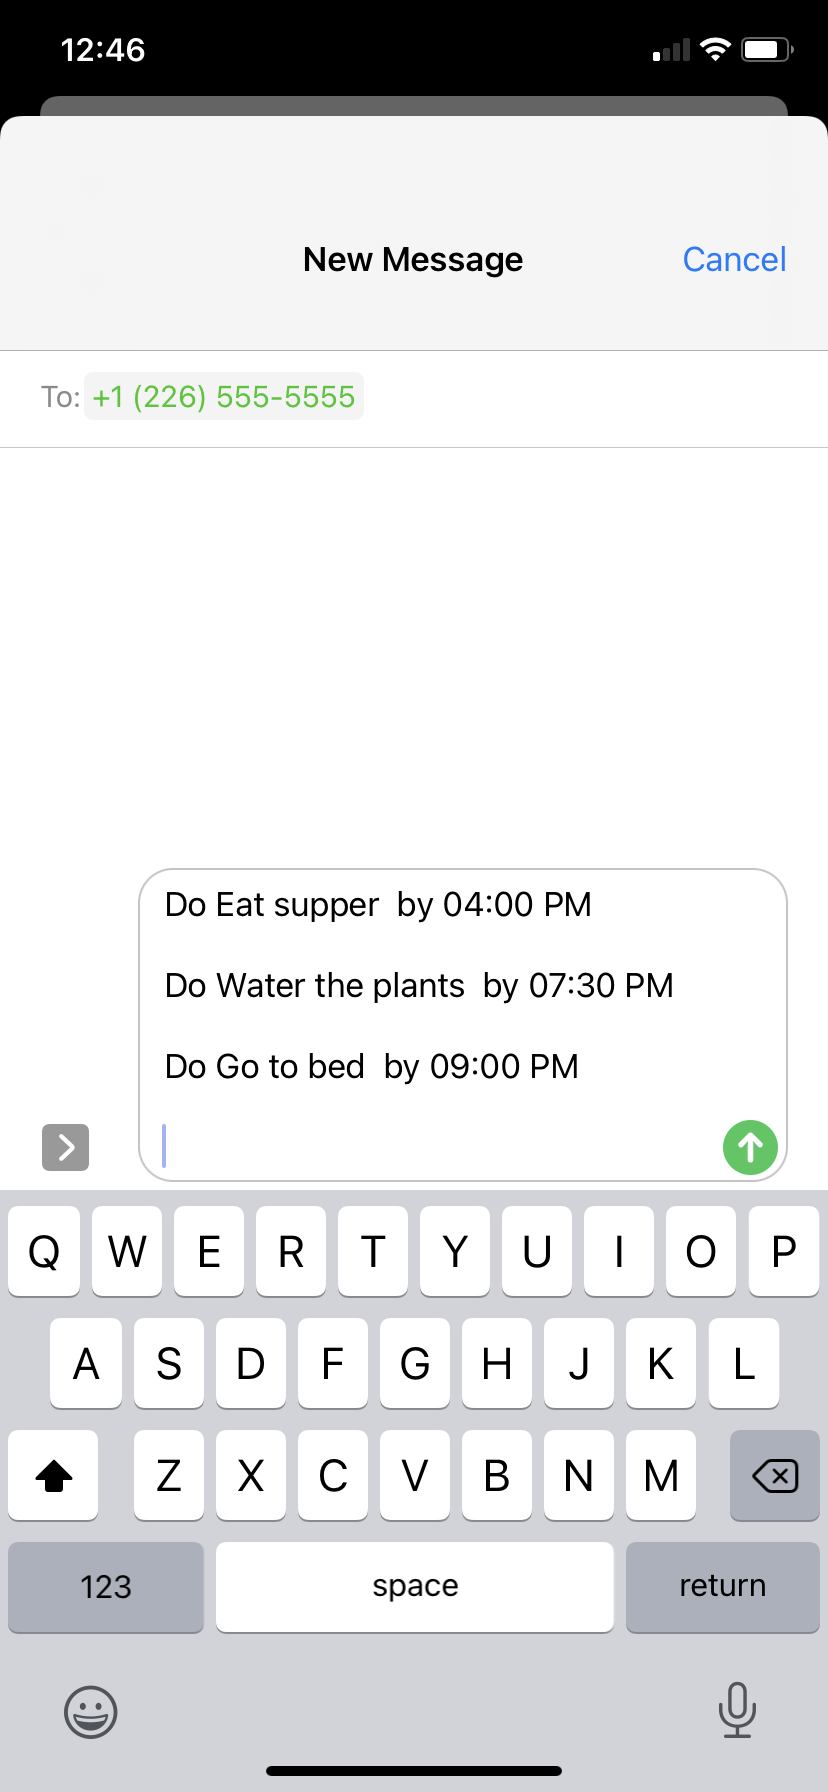 12:46
New Message Cancel
To: +1 (226) 555-5555
Do Eat supper  by 04:00 PM
Do Water the plants  by 07:30 PM
Do Go to bed  by 09:00 PM
Q W E R T Y U I O P
A S D F G H J K L
Z X C V B N M
123 space return